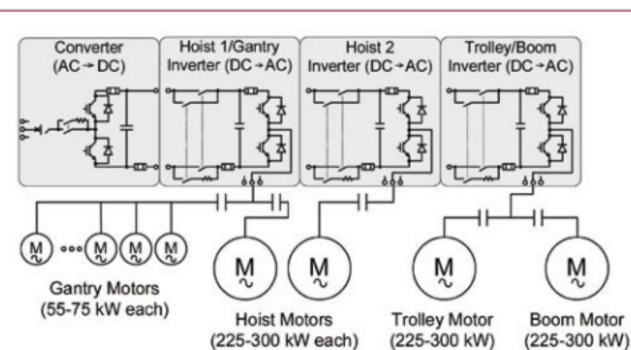 Converter
(AC→DC)
Hoist 1/Gantry
Inverter (DC→AC)
Hoist 2
Inverter (DC→AC)
Trolley/Boom
Inverter (DC→AC)
M
M
M
M
M
M
M
M
Gantry Motors
(55-75 kW each)
Hoist Motors
(225-300 kW each)
Trolley Motor
(225-300 kW)
Boom Motor
(225-300 kW)